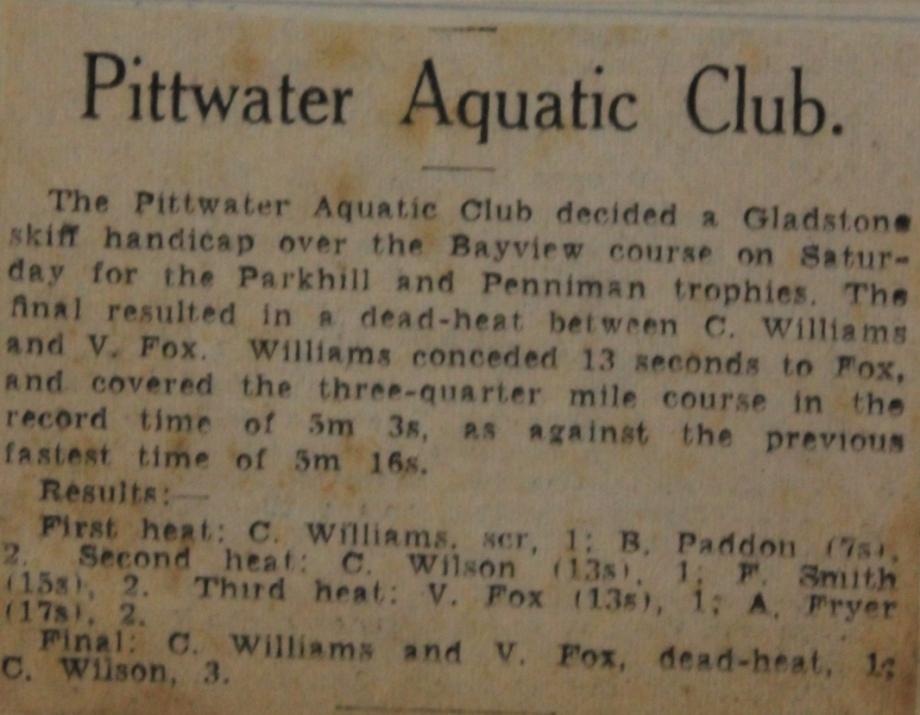 Pittwater Aquatic Club.
The Pittwater Aquatic Club decided a Gladstone
skiff handicap over the Bayview course on Satur-
day for the Parkhill and Penniman trophies. The
final resulted in a dead-heat between C. Williams
and V. Fox. Williams conceded 13 seconds to Fox,
and covered the three-quarter mile course in the
record time of 5m 3s, as against the previous
fastest time of 5m 16s.
Results:—
First heat: C. Williams, scr, 1; B. Paddon (7s),
2. Second heat: C. Wilson (13s), 1; F. Smith
(15s), 2. Third heat: V. Fox (13s), 1; A. Fryer
(17s), 2.
Final: C. Williams and V. Fox, dead-heat, 1;
C. Wilson, 3.